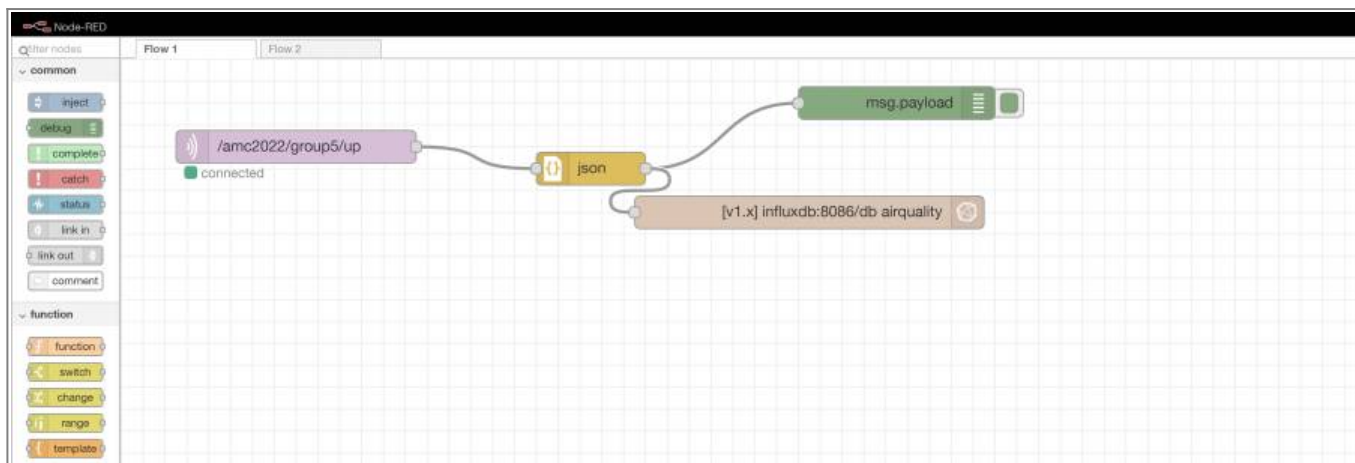 Node-RED
filter nodes
Flow 1
Flow 2
common
inject
debug
complete
catch
status
link in
link out
comment
function
function
switch
change
range
template
/amc2022/group5/up
connected
json
msg.payload
[v1.x] influxdb:8086/db airquality